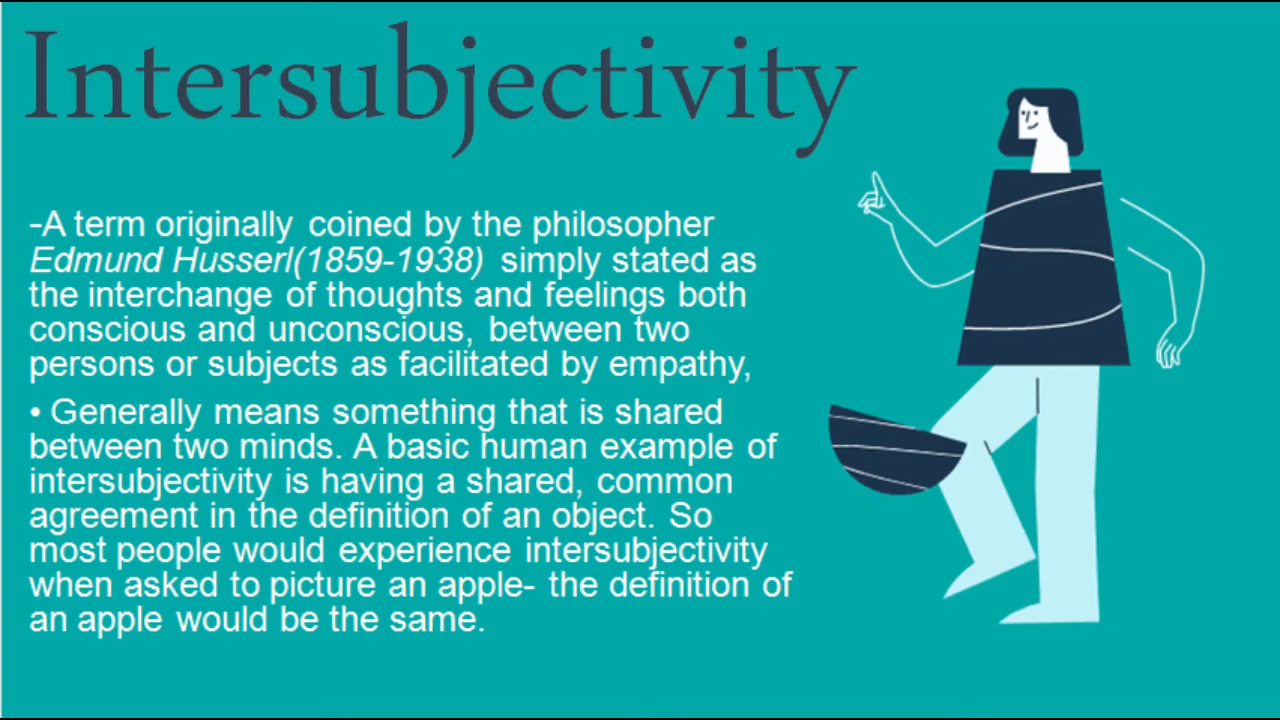 Intersubjectivity
-A term originally coined by the philosopher
Edmund Husserl(1859-1938) simply stated as
the interchange of thoughts and feelings both
conscious and unconscious, between two
persons or subjects as facilitated by empathy,
• Generally means something that is shared
between two minds. A basic human example of
intersubjectivity is having a shared, common
agreement in the definition of an object. So
most people would experience intersubjectivity
when asked to picture an apple- the definition of
an apple would be the same.